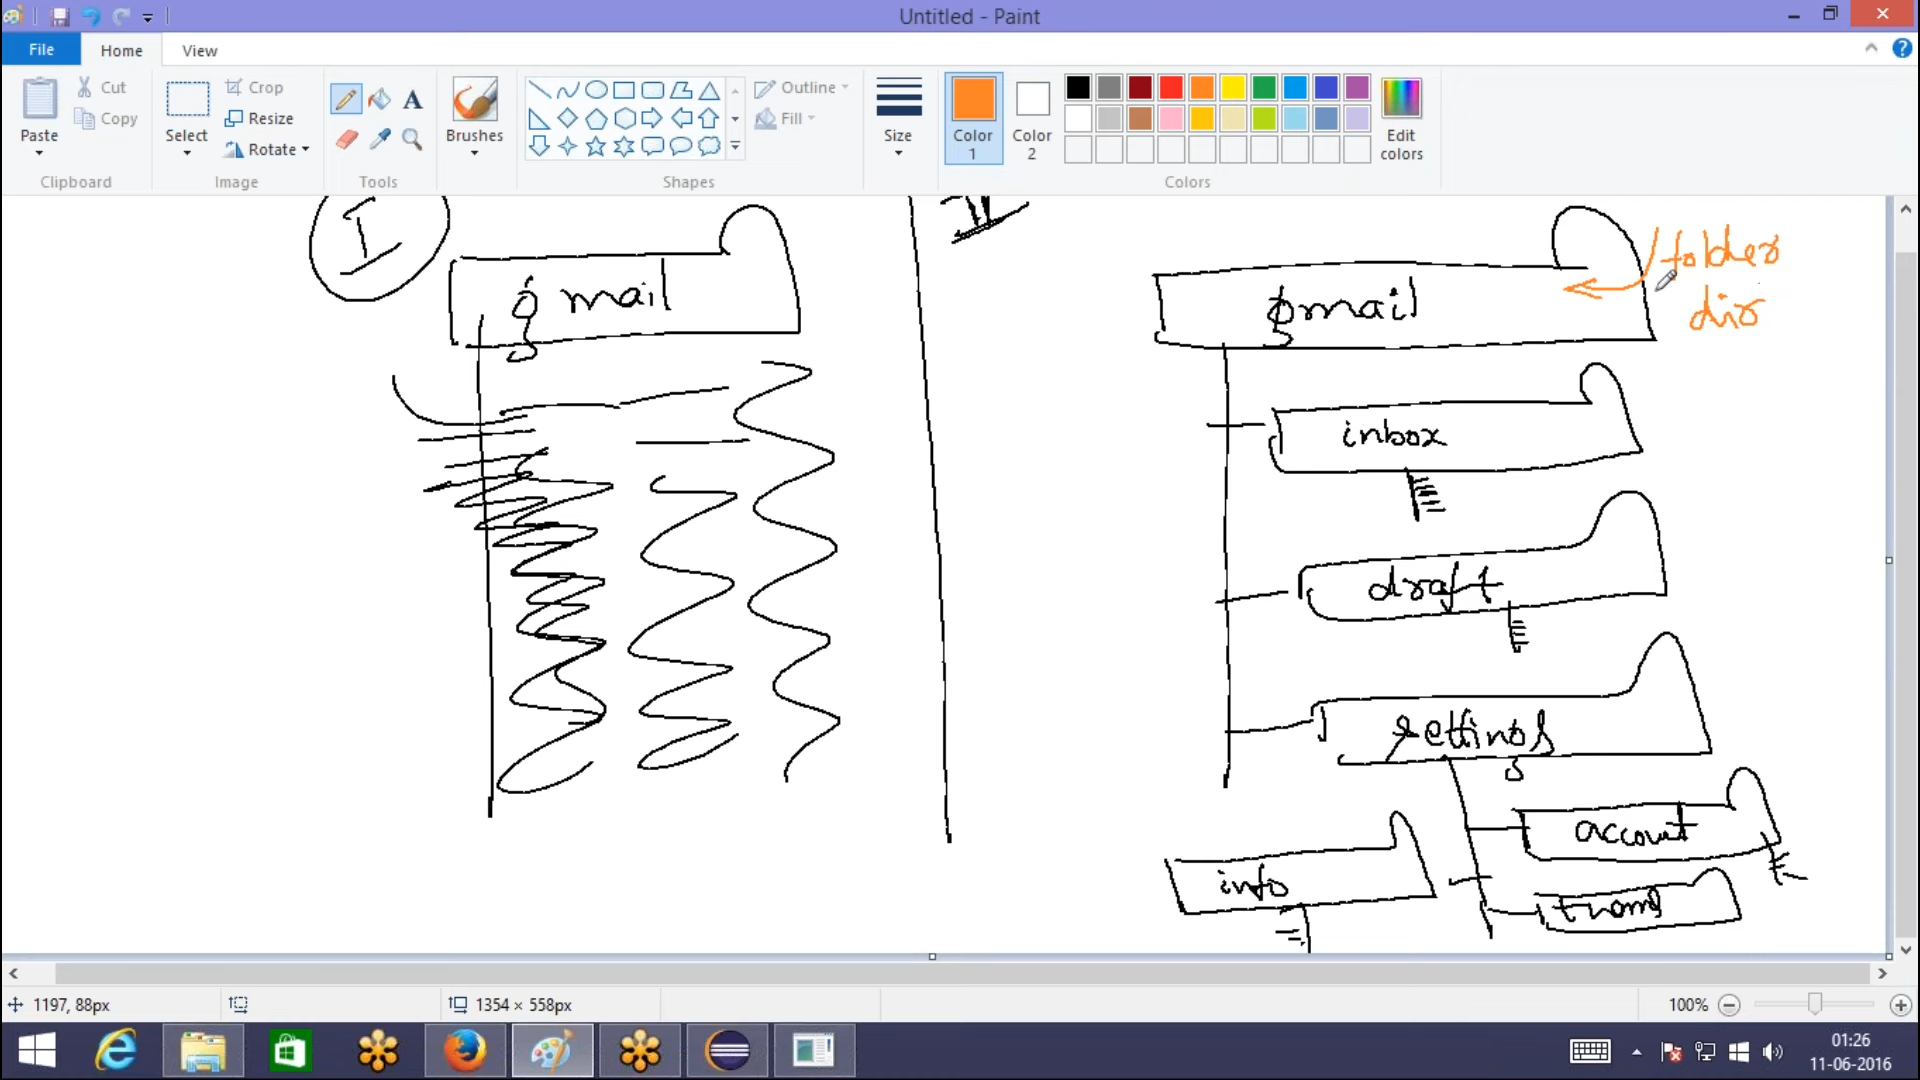 Untitled - Paint
File Home View
Paste
Cut
Copy
Clipboard
Select
Crop
Resize
Rotate
Image
A
Tools
Brushes
Shapes
Outline
Fill
Size
Color 1
Color 2
Edit colors
Colors
I
II
gmail
gmail
folder
dir
inbox
draft
settings
account
info
1197, 88px
1354 × 558px
100%
01:26
11-06-2016